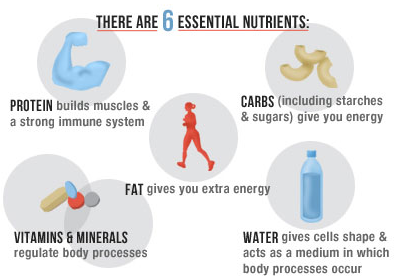 THERE ARE 6 ESSENTIAL NUTRIENTS:
PROTEIN builds muscles &
a strong immune system
CARBS (including starches
& sugars) give you energy
FAT gives you extra energy
VITAMINS & MINERALS
regulate body processes
WATER gives cells shape &
acts as a medium in which
body processes occur